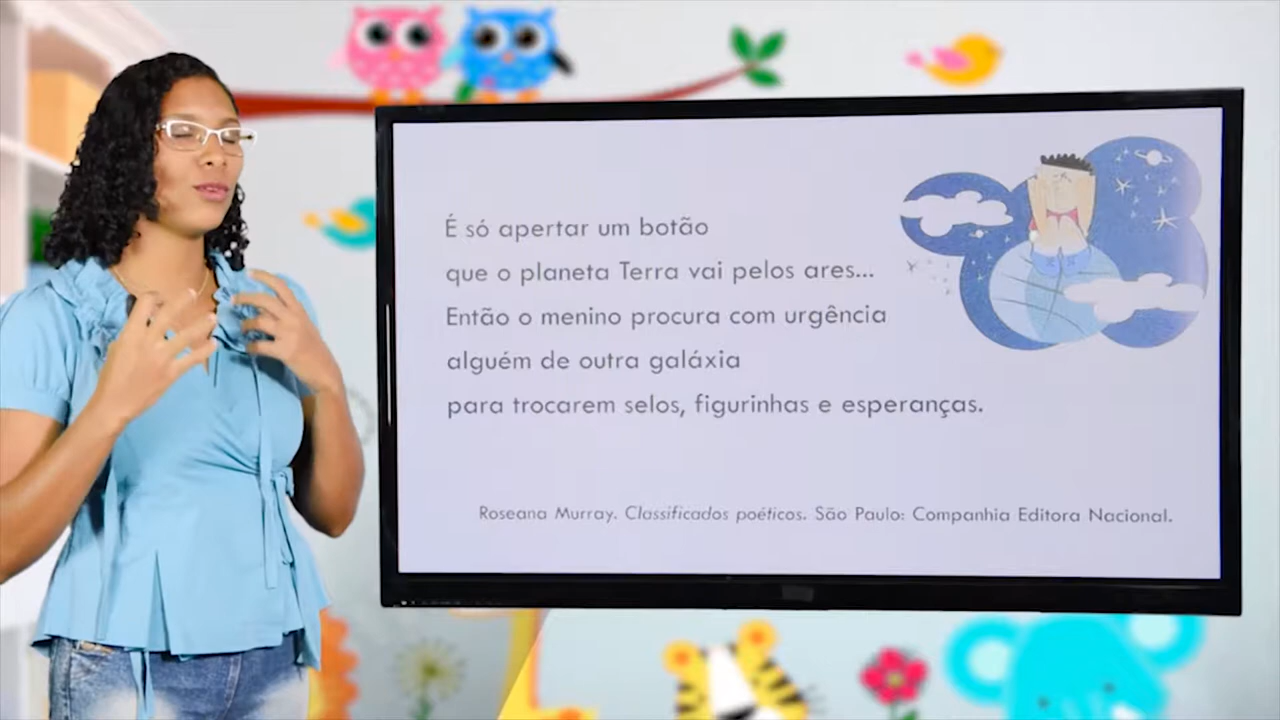 É só apertar um botão
que o planeta Terra vai pelos ares...
Então o menino procura com urgência
alguém de outra galáxia
para trocarem selos, figurinhas e esperanças.
Roseana Murray. Classificados poéticos. São Paulo: Companhia Editora Nacional.